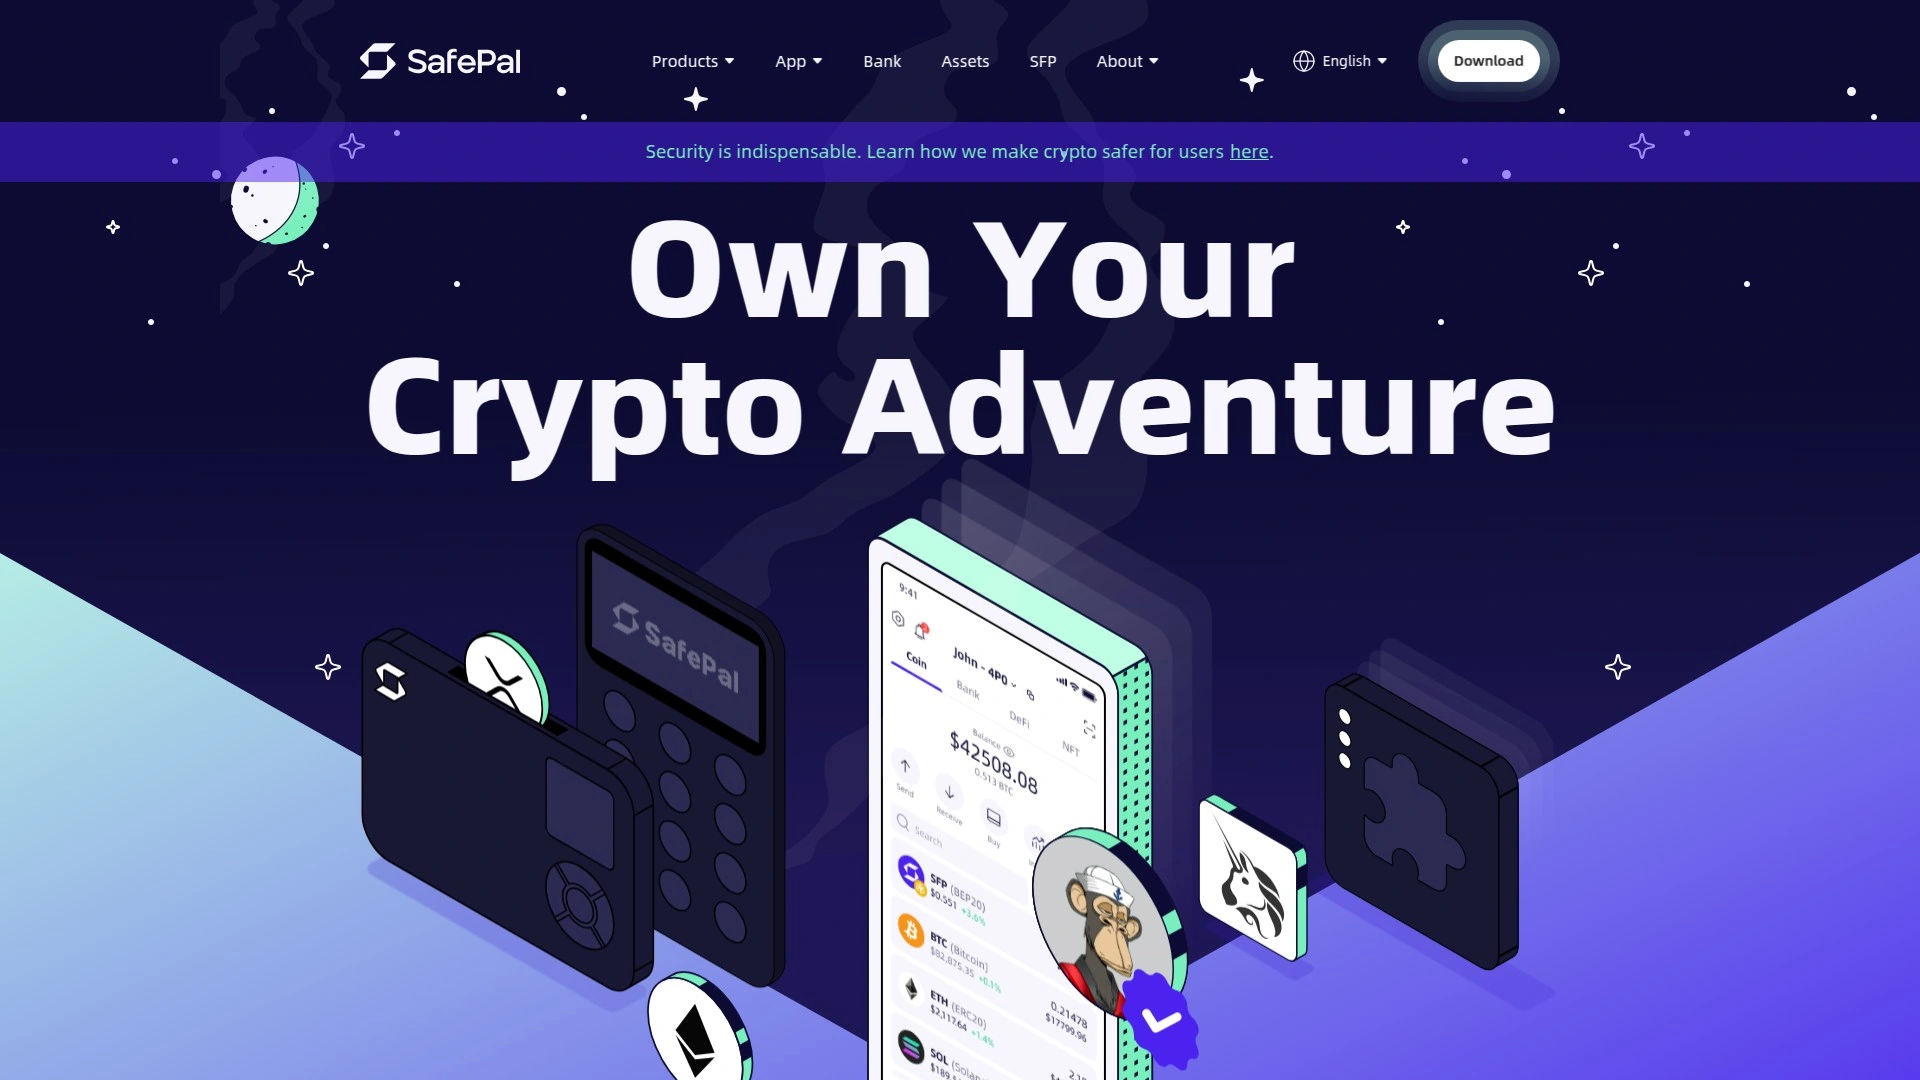 SafePal
Products
App
Bank
Assets
SFP
About
English
Download
Security is indispensable. Learn how we make crypto safer for users here.
Own Your
Crypto Adventure
SafePal
9:41
John - 4P0
Coin
Bank
DeFi
NFT
Balance
$42508.08
0.513 BTC
Send
Receive
Buy
Search
SFP (BEP20)
$0.551 +3.6%
BTC (Bitcoin)
$82,875.35 +0.1%
0.21478
$17799.96
ETH (ERC20)
$2,117.64 +1.4%
SOL